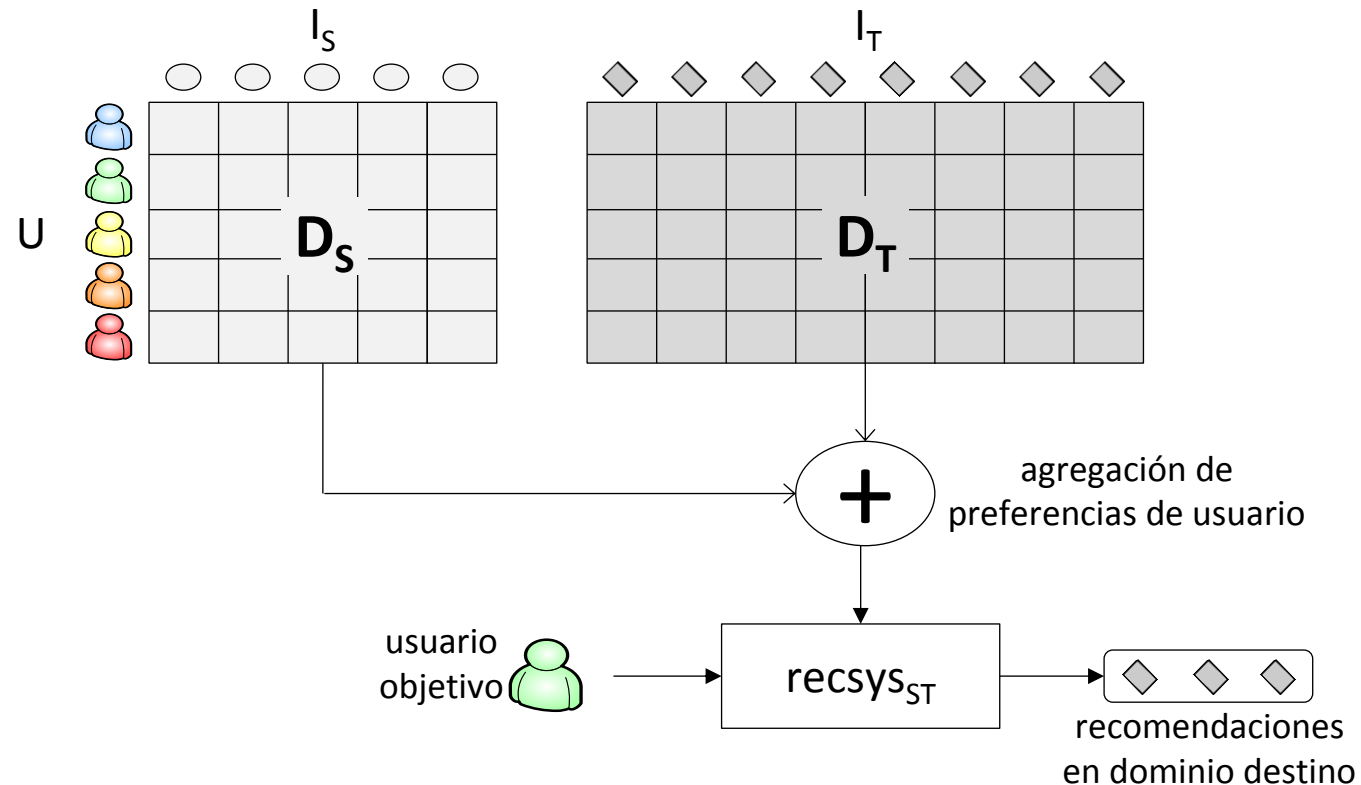 I_S
I_T
U
D_S
D_T
+
agregación de
preferencias de usuario
usuario
objetivo
recsys_ST
recomendaciones
en dominio destino